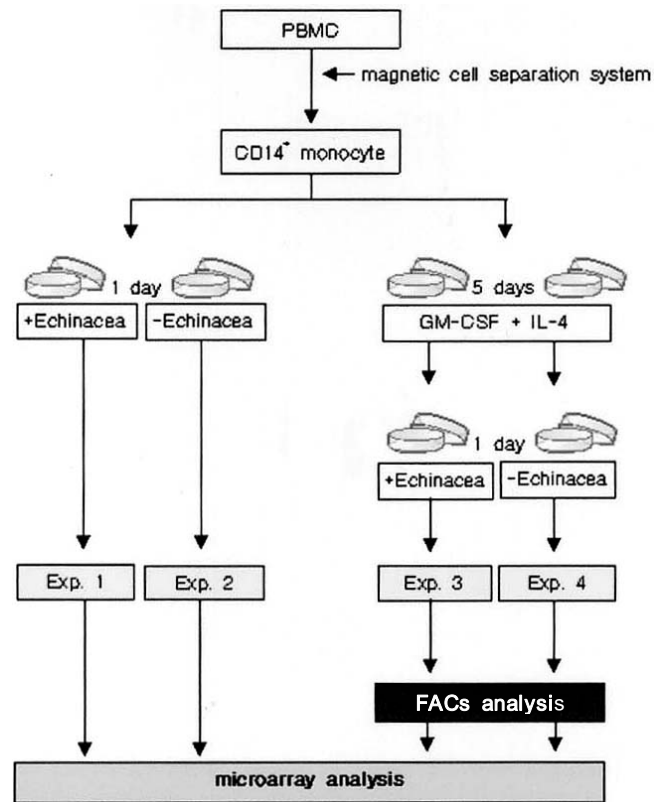 PBMC
magnetic cell separation system
CD14+ monocyte
1 day
5 days
+Echinacea
-Echinacea
GM-CSF + IL-4
1 day
+Echinacea
-Echinacea
Exp. 1
Exp. 2
Exp. 3
Exp. 4
FACs analysis
microarray analysis